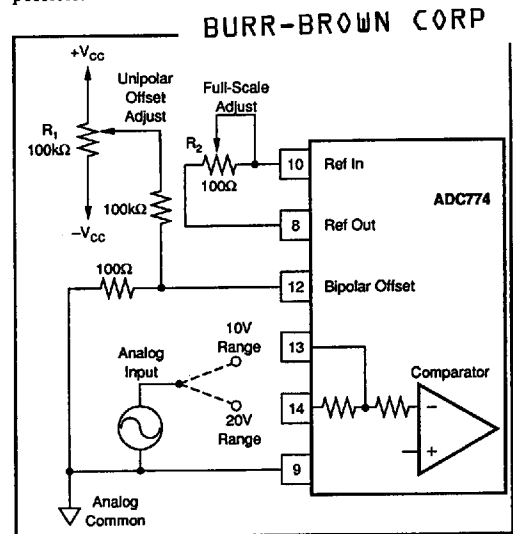 BURR-BROWN CORP
+VCC
Unipolar
Offset
Adjust
Full-Scale
Adjust
R1
100kΩ
R2
100Ω
10
Ref In
ADC774
100kΩ
8
Ref Out
–VCC
100Ω
12
Bipolar Offset
10V
Range
13
Analog
Input
Comparator
14
–
20V
Range
+
9
Analog
Common